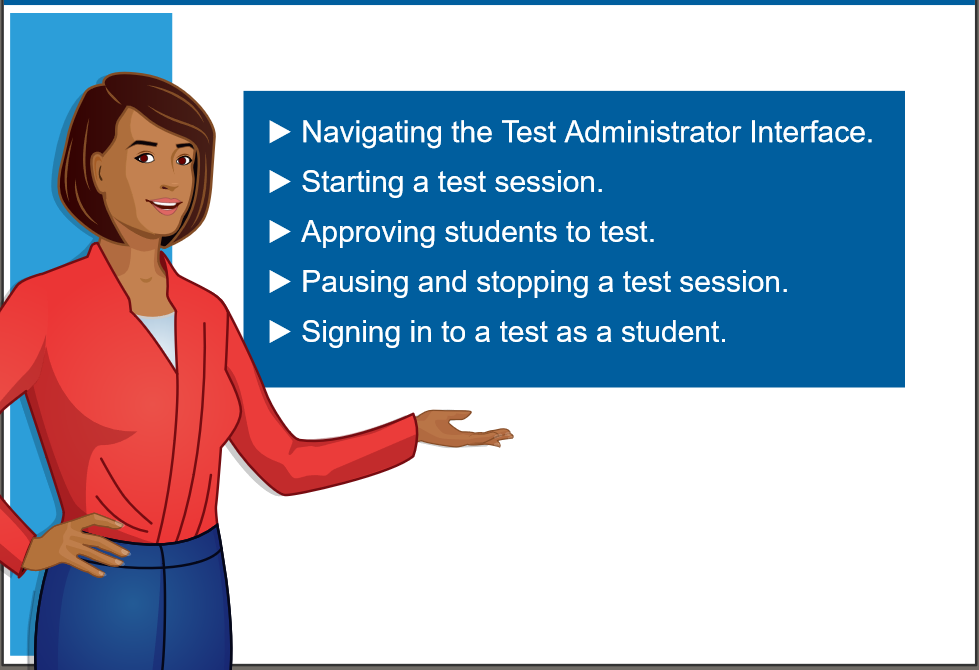 Navigating the Test Administrator Interface.
Starting a test session.
Approving students to test.
Pausing and stopping a test session.
Signing in to a test as a student.